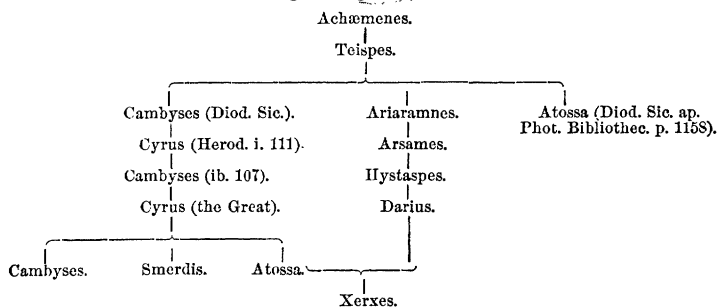 Achæmenes.
Teispes.
Cambyses (Diod. Sic.). Ariaramnes. Atossa (Diod. Sic. ap.
Phot. Bibliothec. p. 1158).
Cyrus (Herod. i. 111). Arsames.
Cambyses (ib. 107). Hystaspes.
Cyrus (the Great). Darius.
Cambyses. Smerdis. Atossa.
Xerxes.